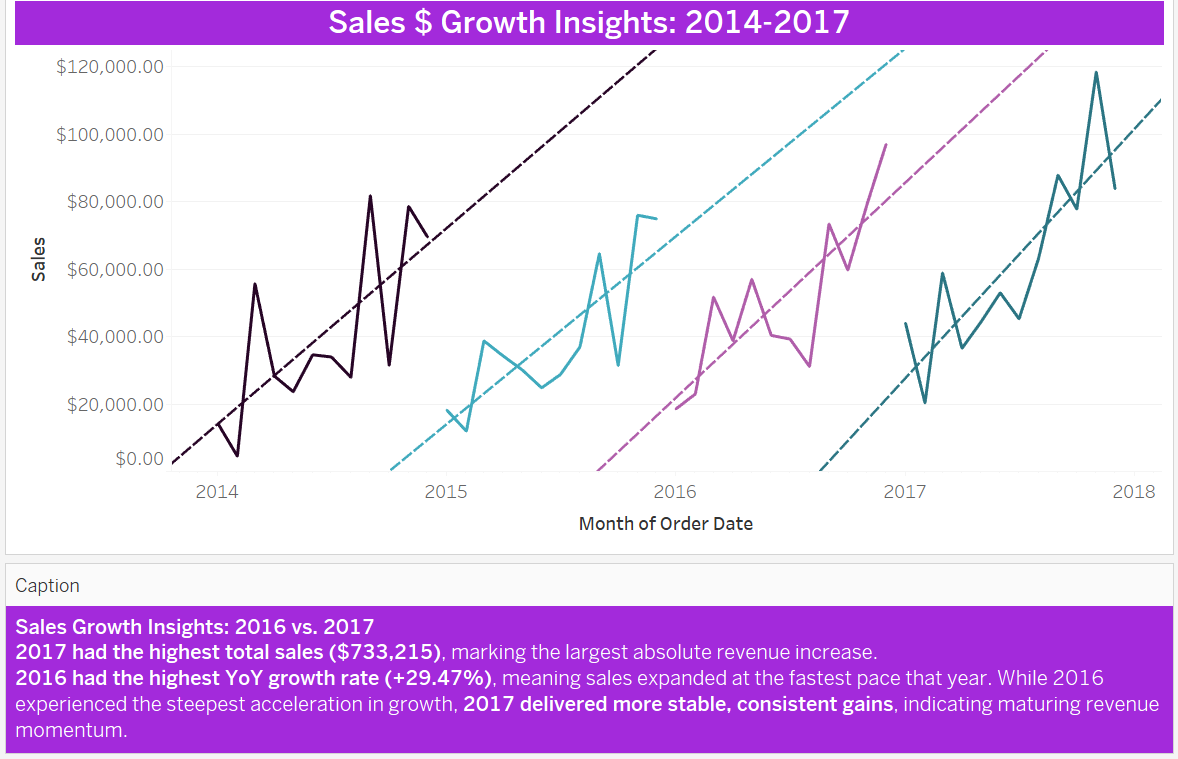 Sales $ Growth Insights: 2014-2017
$120,000.00
$100,000.00
$80,000.00
$60,000.00
$40,000.00
$20,000.00
$0.00
Sales
2014 2015 2016 2017 2018
Month of Order Date
Caption
Sales Growth Insights: 2016 vs. 2017
2017 had the highest total sales ($733,215), marking the largest absolute revenue increase.
2016 had the highest YoY growth rate (+29.47%), meaning sales expanded at the fastest pace that year. While 2016
experienced the steepest acceleration in growth, 2017 delivered more stable, consistent gains, indicating maturing revenue
momentum.